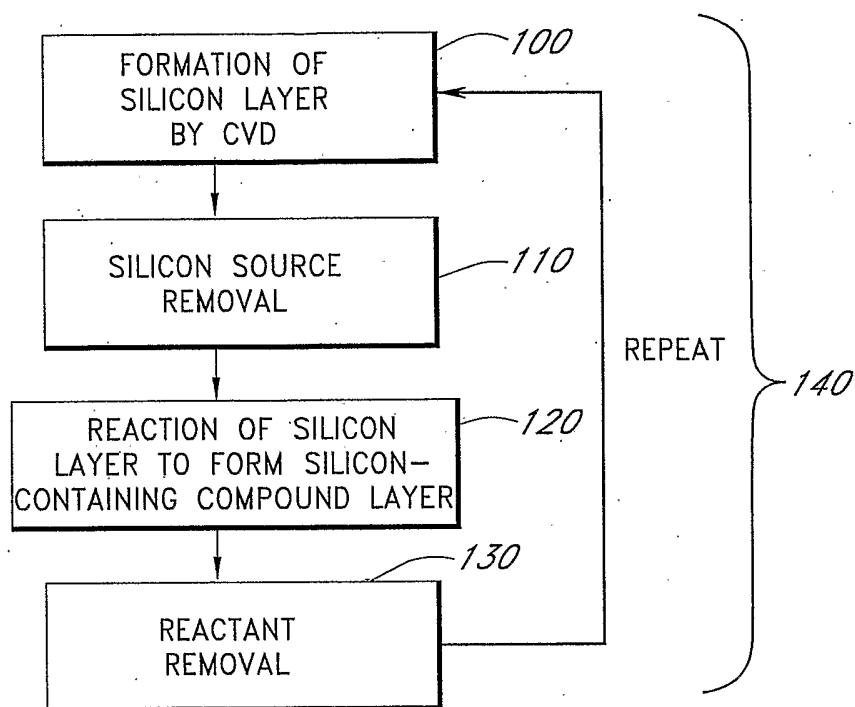 100
FORMATION OF
SILICON LAYER
BY CVD
SILICON SOURCE
REMOVAL
110
REPEAT
140
REACTION OF SILICON
LAYER TO FORM SILICON-
CONTAINING COMPOUND LAYER
120
130
REACTANT
REMOVAL